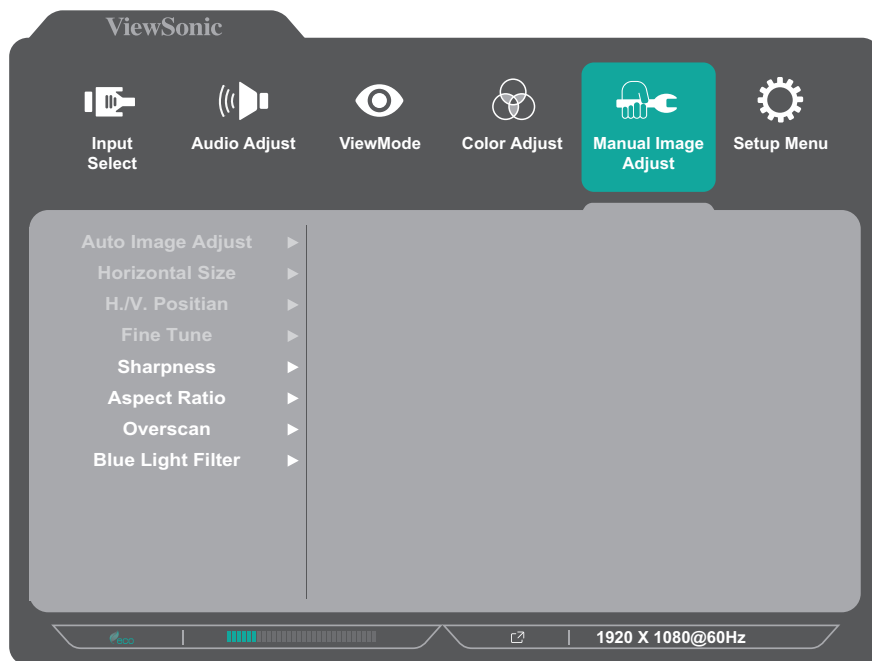 ViewSonic
Input
Select
Audio Adjust
ViewMode
Color Adjust
Manual Image
Adjust
Setup Menu
Auto Image Adjust
Horizontal Size
H./V. Positian
Fine Tune
Sharpness
Aspect Ratio
Overscan
Blue Light Filter
eco
1920 X 1080@60Hz